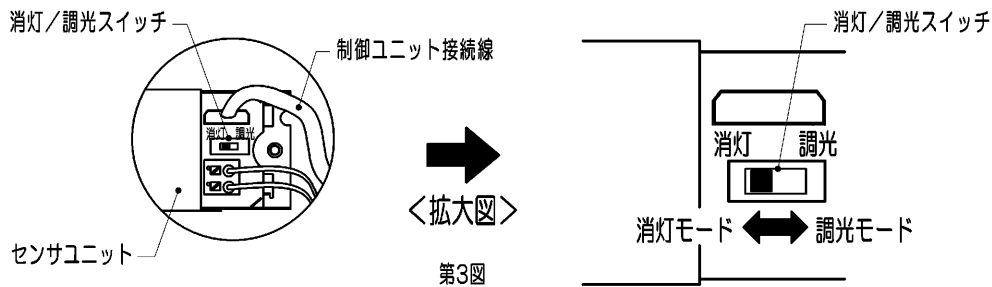 消灯／調光スイッチ
制御ユニット接続線
消灯 調光
センサユニット
＜拡大図＞
第3図
消灯／調光スイッチ
消灯 調光
消灯モード 調光モード